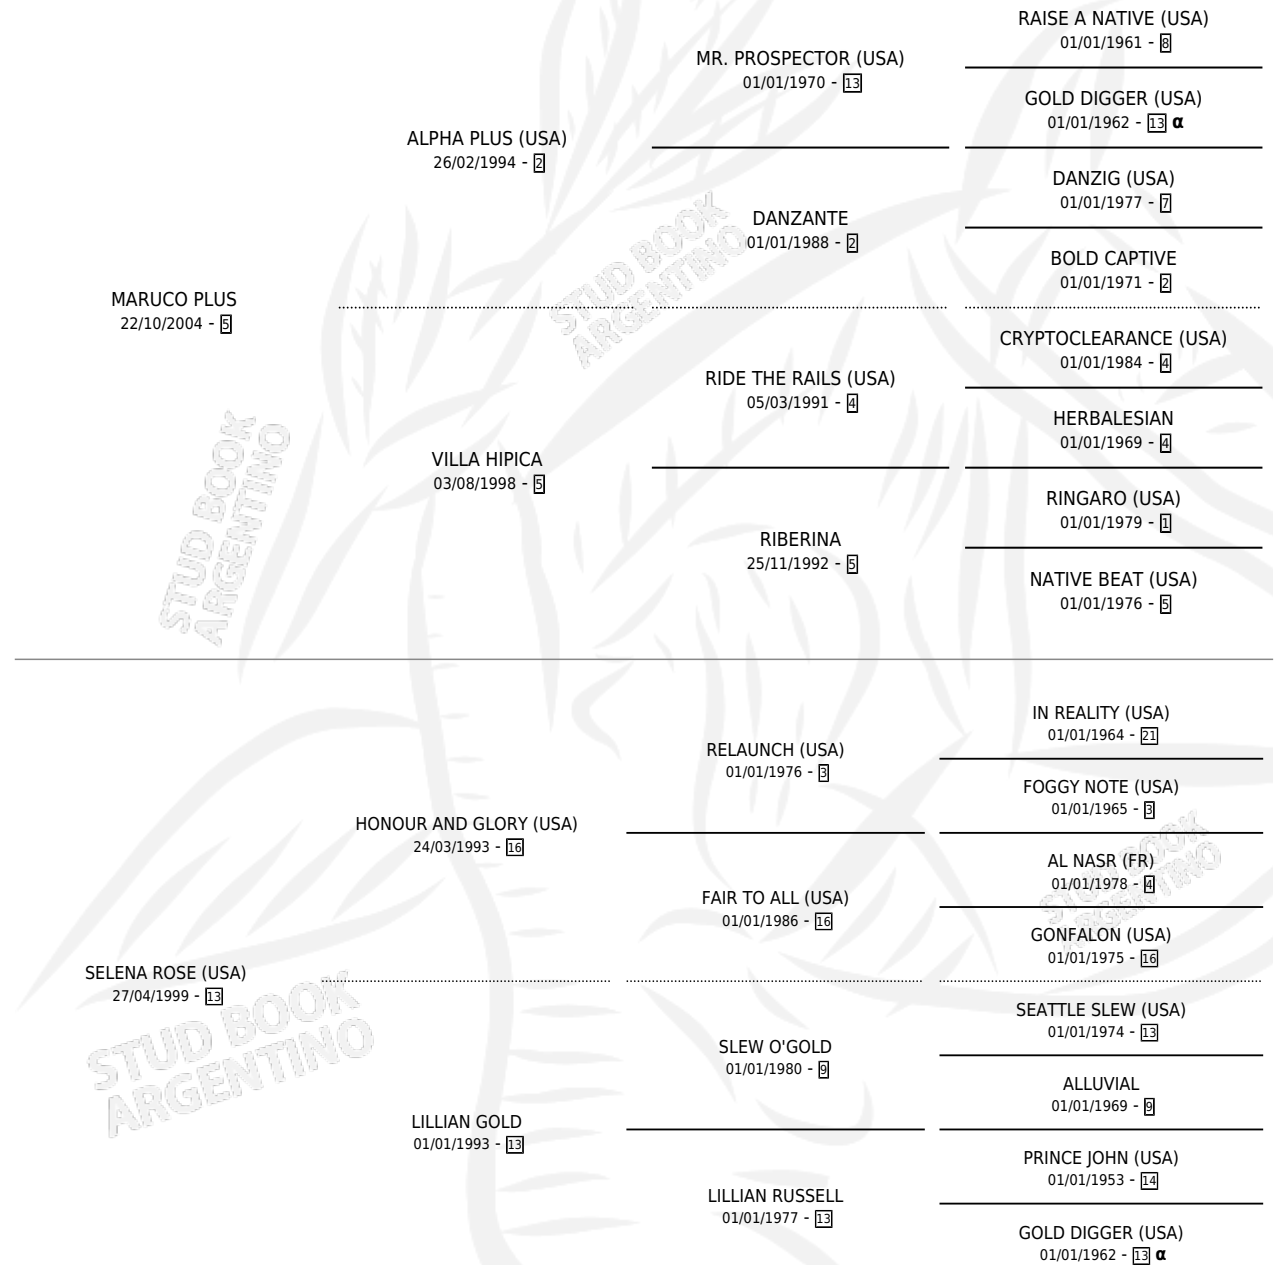 RAISE A NATIVE (USA)
01/01/1961 - 8
MR. PROSPECTOR (USA)
01/01/1970 - 13
GOLD DIGGER (USA)
01/01/1962 - 13 α
ALPHA PLUS (USA)
26/02/1994 - 2
DANZIG (USA)
01/01/1977 - 7
DANZANTE
01/01/1988 - 2
BOLD CAPTIVE
01/01/1971 - 2
MARUCO PLUS
22/10/2004 - 5
CRYPTOCLEARANCE (USA)
01/01/1984 - 4
RIDE THE RAILS (USA)
05/03/1991 - 4
HERBALESIAN
01/01/1969 - 4
VILLA HIPICA
03/08/1998 - 5
RINGARO (USA)
01/01/1979 - 1
RIBERINA
25/11/1992 - 5
NATIVE BEAT (USA)
01/01/1976 - 5
IN REALITY (USA)
01/01/1964 - 21
RELAUNCH (USA)
01/01/1976 - 3
FOGGY NOTE (USA)
01/01/1965 - 3
HONOUR AND GLORY (USA)
24/03/1993 - 16
AL NASR (FR)
01/01/1978 - 4
FAIR TO ALL (USA)
01/01/1986 - 16
GONFALON (USA)
01/01/1975 - 16
SELENA ROSE (USA)
27/04/1999 - 13
SEATTLE SLEW (USA)
01/01/1974 - 13
SLEW O'GOLD
01/01/1980 - 9
ALLUVIAL
01/01/1969 - 9
LILLIAN GOLD
01/01/1993 - 13
PRINCE JOHN (USA)
01/01/1953 - 14
LILLIAN RUSSELL
01/01/1977 - 13
GOLD DIGGER (USA)
01/01/1962 - 13 α
STUD BOOK
ARGENTINO
STUD BOOK
ARGENTINO
STUD BOOK
ARGENTINO
STUD BOOK
ARGENTINO